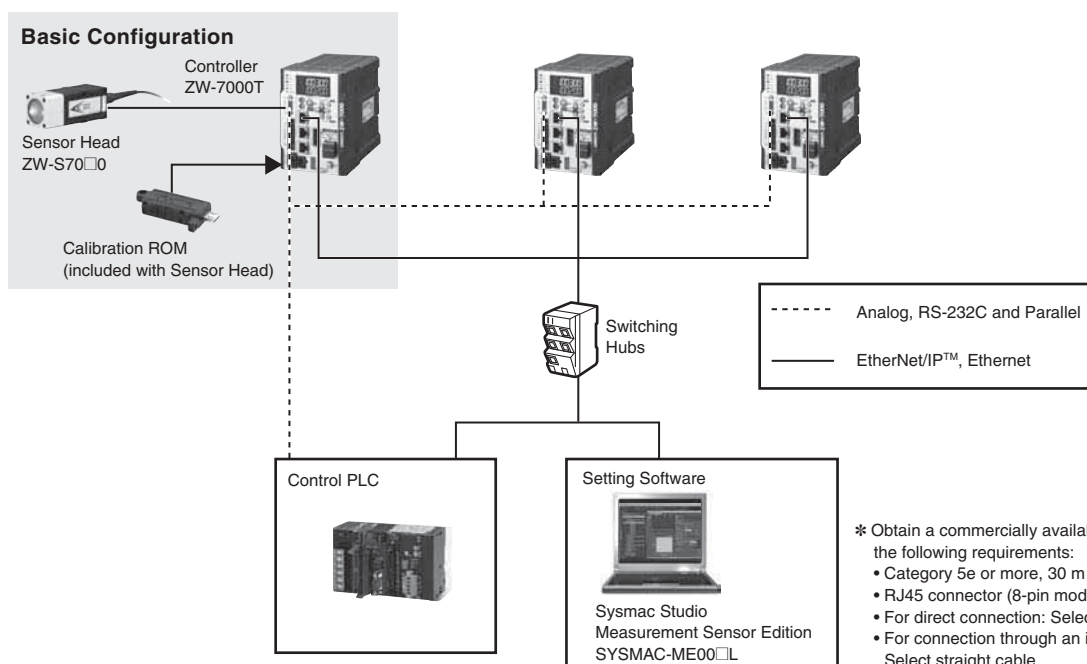 Basic Configuration
Controller
ZW-7000T
Sensor Head
ZW-S70□0
Calibration ROM
(included with Sensor Head)
Switching
Hubs
Analog, RS-232C and Parallel
EtherNet/IP™, Ethernet
Control PLC
Setting Software
Sysmac Studio
Measurement Sensor Edition
SYSMAC-ME00□L
✽ Obtain a commercially
the following requirements:
• Category 5e or more, 30 m
• RJ45 connector (8-pin
• For direct connection:
• For connection through an
Select straight cable